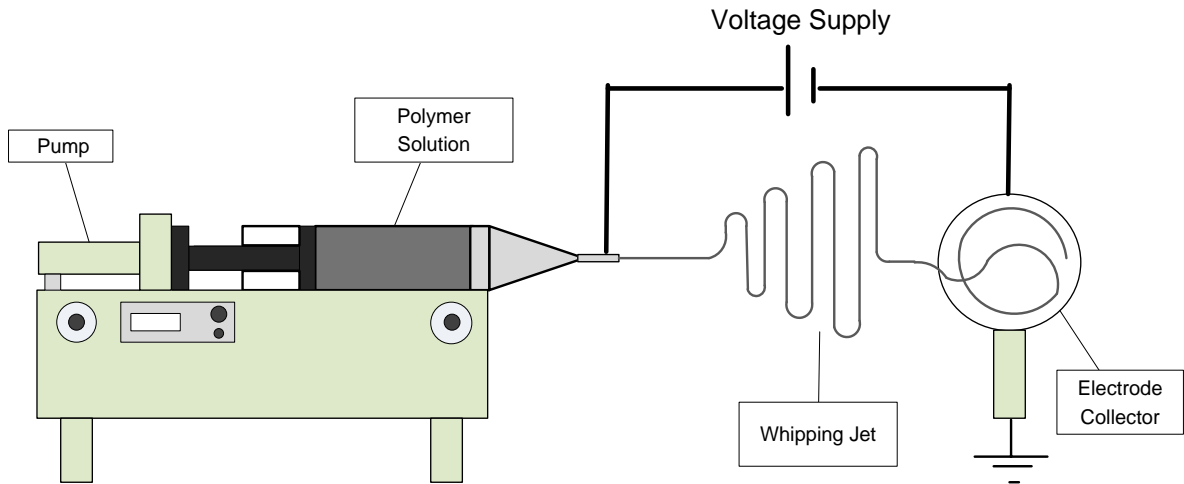 Voltage Supply
Polymer
Solution
Pump
Whipping Jet
Electrode
Collector